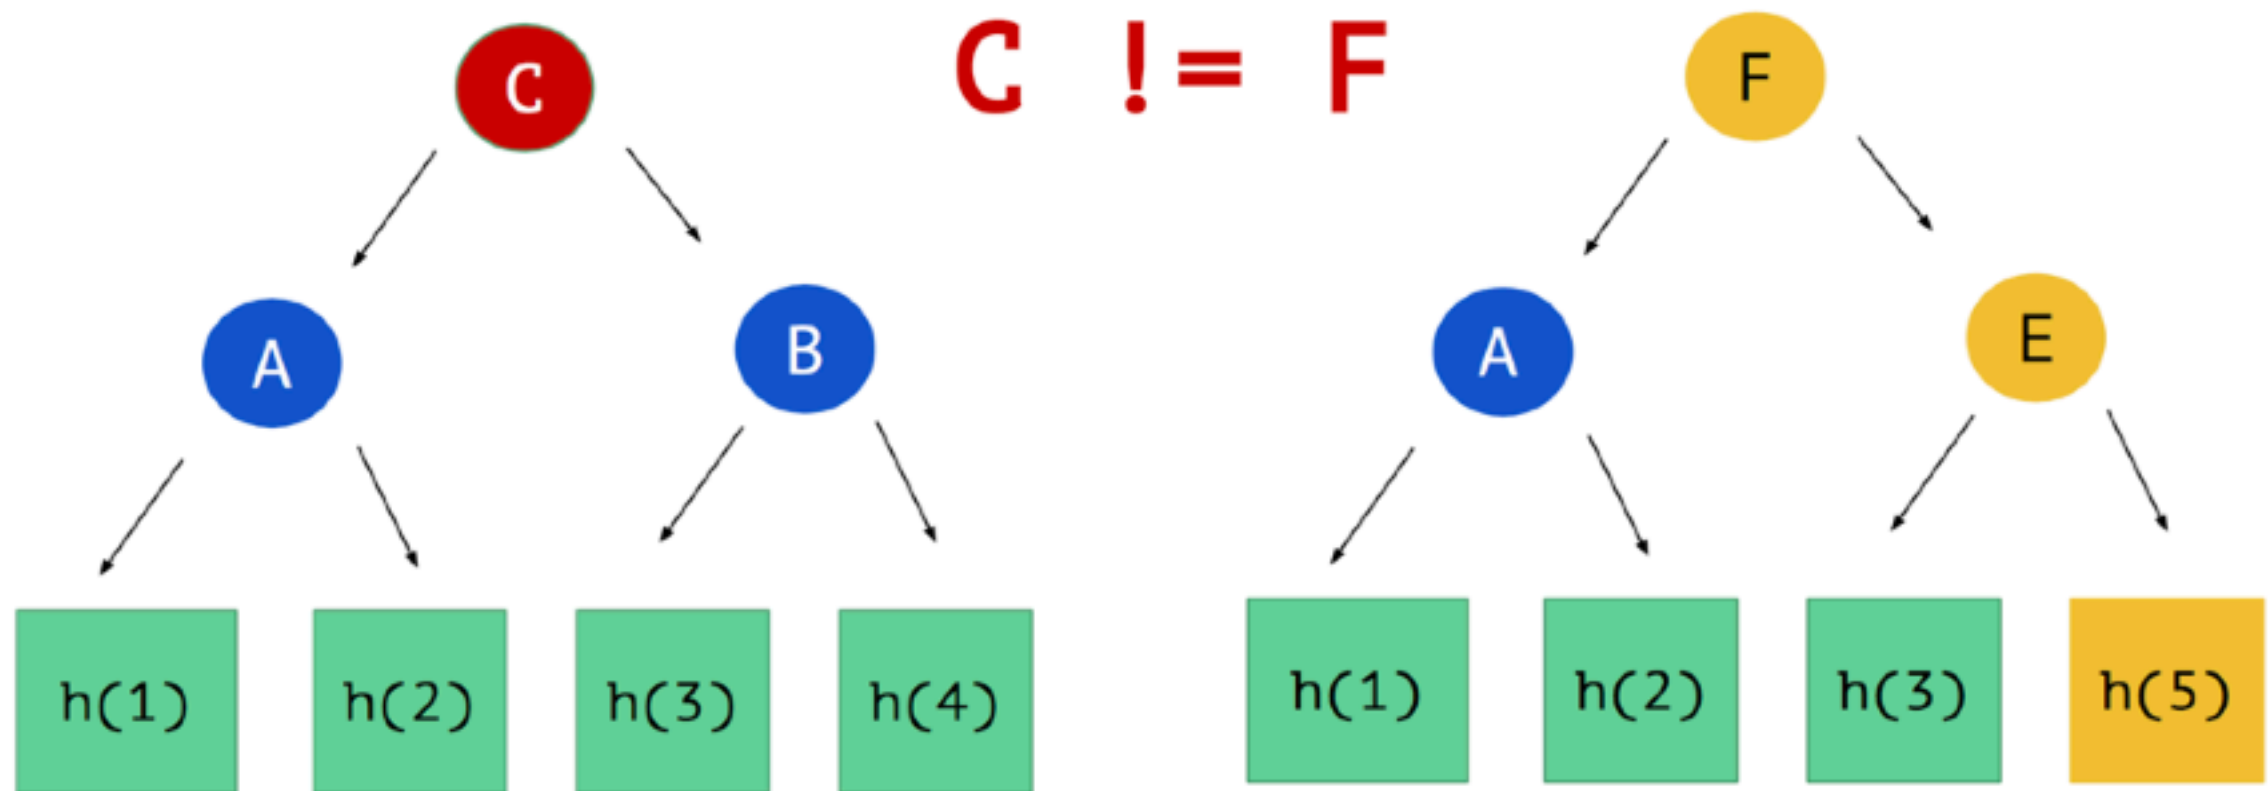 C
C != F
F
A
B
A
E
h(1)
h(2)
h(3)
h(4)
h(1)
h(2)
h(3)
h(5)